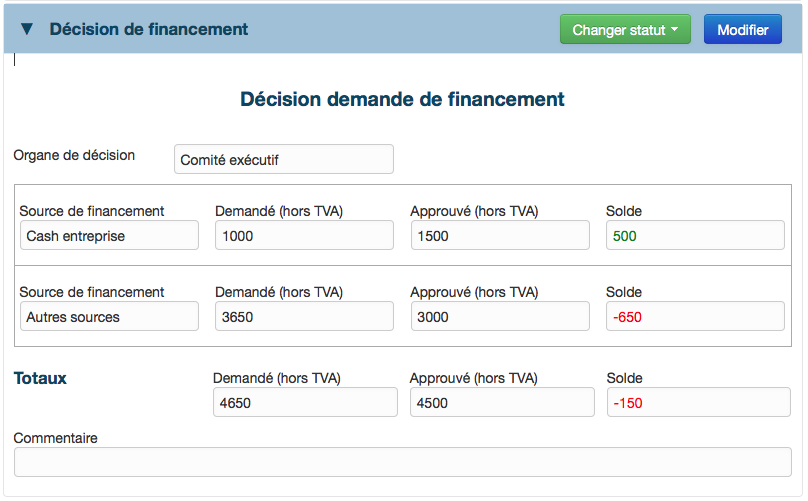 ▼ Décision de financement Changer statut Modifier
Décision demande de financement
Organe de décision Comité exécutif
Source de financement Demandé (hors TVA) Approuvé (hors TVA) Solde
Cash entreprise 1000 1500 500
Source de financement Demandé (hors TVA) Approuvé (hors TVA) Solde
Autres sources 3650 3000 -650
Totaux Demandé (hors TVA) Approuvé (hors TVA) Solde
4650 4500 -150
Commentaire